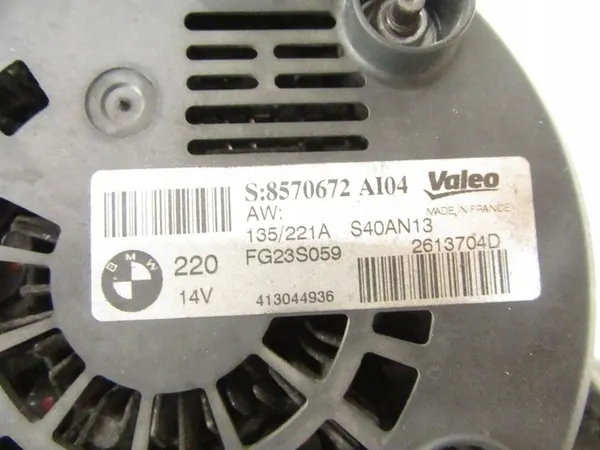 S:8570672 AI04 Valeo
AW: MADE IN FRANCE
135/221A S40AN13
BMW 220 FG23S059 2613704D
14V 413044936